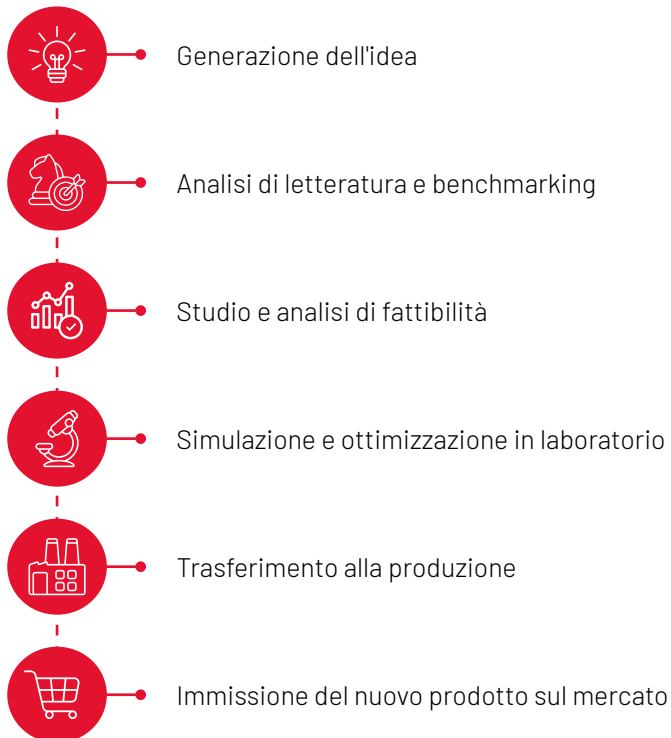 Generazione dell'idea
Analisi di letteratura e benchmarking
Studio e analisi di fattibilità
Simulazione e ottimizzazione in laboratorio
Trasferimento alla produzione
Immissione del nuovo prodotto sul mercato